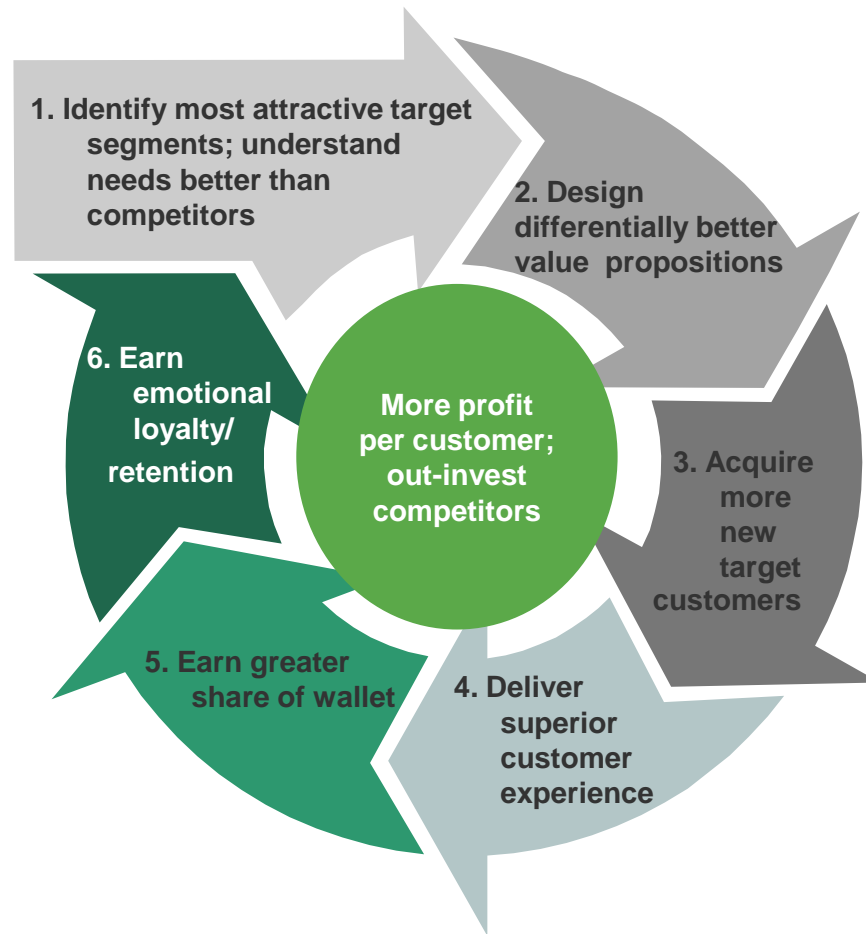 1. Identify most attractive target
segments; understand
needs better than
competitors
2. Design
differentially better
value propositions
3. Acquire
more
new
target
customers
4. Deliver
superior
customer
experience
5. Earn greater
share of wallet
6. Earn
emotional
loyalty/
retention
More profit
per customer;
out-invest
competitors